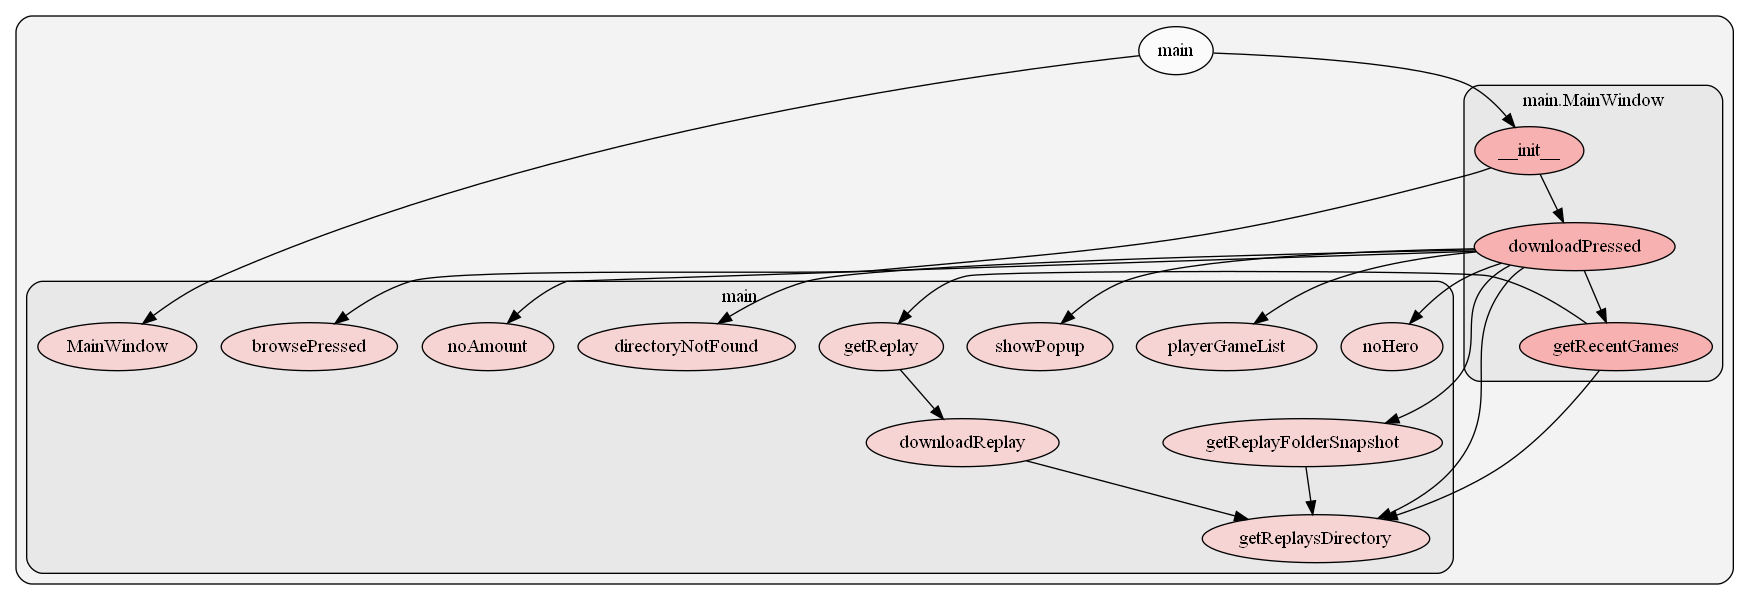 main
main.MainWindow
__init__
downloadPressed
main
MainWindow
browsePressed
noAmount
directoryNotFound
getReplay
showPopup
playerGameList
noHero
getRecentGames
downloadReplay
getReplayFolderSnapshot
getReplaysDirectory